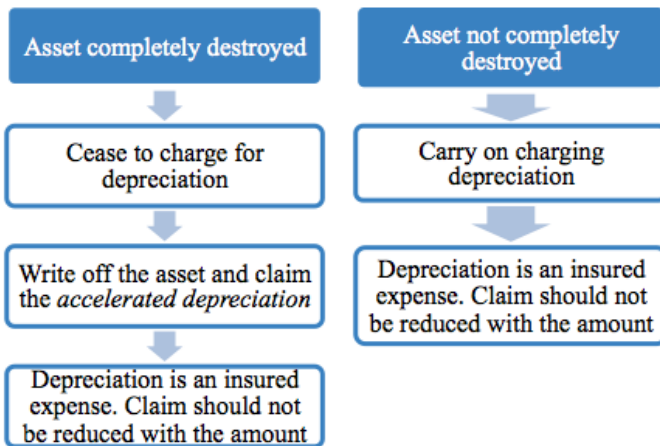 Asset completely destroyed
Cease to charge for
depreciation
Write off the asset and claim
the accelerated depreciation
Depreciation is an insured
expense. Claim should not
be reduced with the amount
Asset not completely
destroyed
Carry on charging
depreciation
Depreciation is an insured
expense. Claim should not
be reduced with the amount